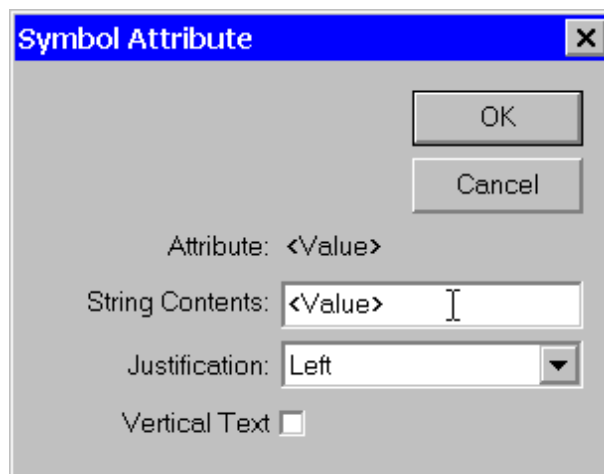 Symbol Attribute
OK
Cancel
Attribute: <Value>
String Contents: <Value>
Justification: Left
Vertical Text